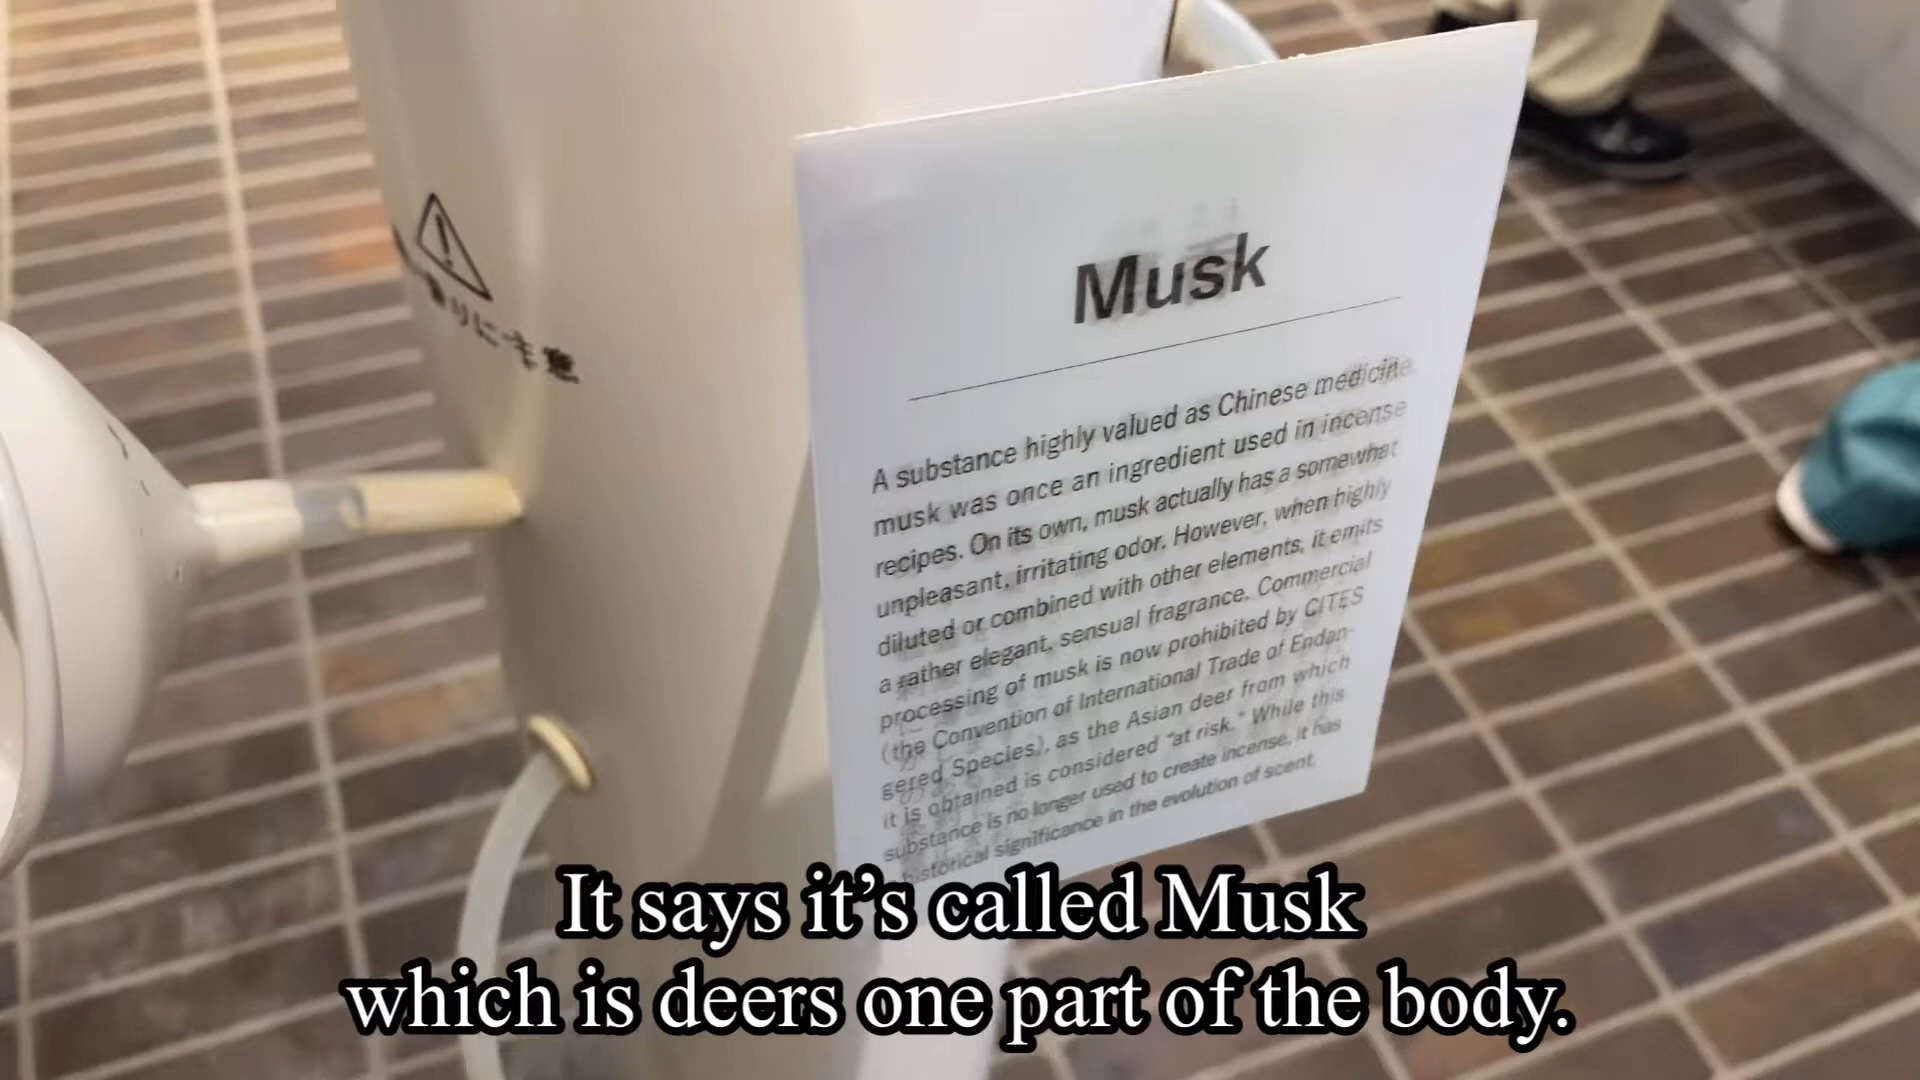 Musk
A substance highly valued as Chinese medicine,
musk was once an ingredient used in incense
recipes. On its own, musk actually has a somewhat
unpleasant, irritating odor. However, when highly
diluted or combined with other elements, it emits
a rather elegant, sensual fragrance. Commercial
processing of musk is now prohibited by CITES
(the Convention of International Trade of Endan-
gered Species), as the Asian deer from which
it is obtained is considered "at risk." While this
substance is no longer used to create incense, it has
historical significance in the evolution of scent.
りに注意
It says it's called Musk
which is deers one part of the body.